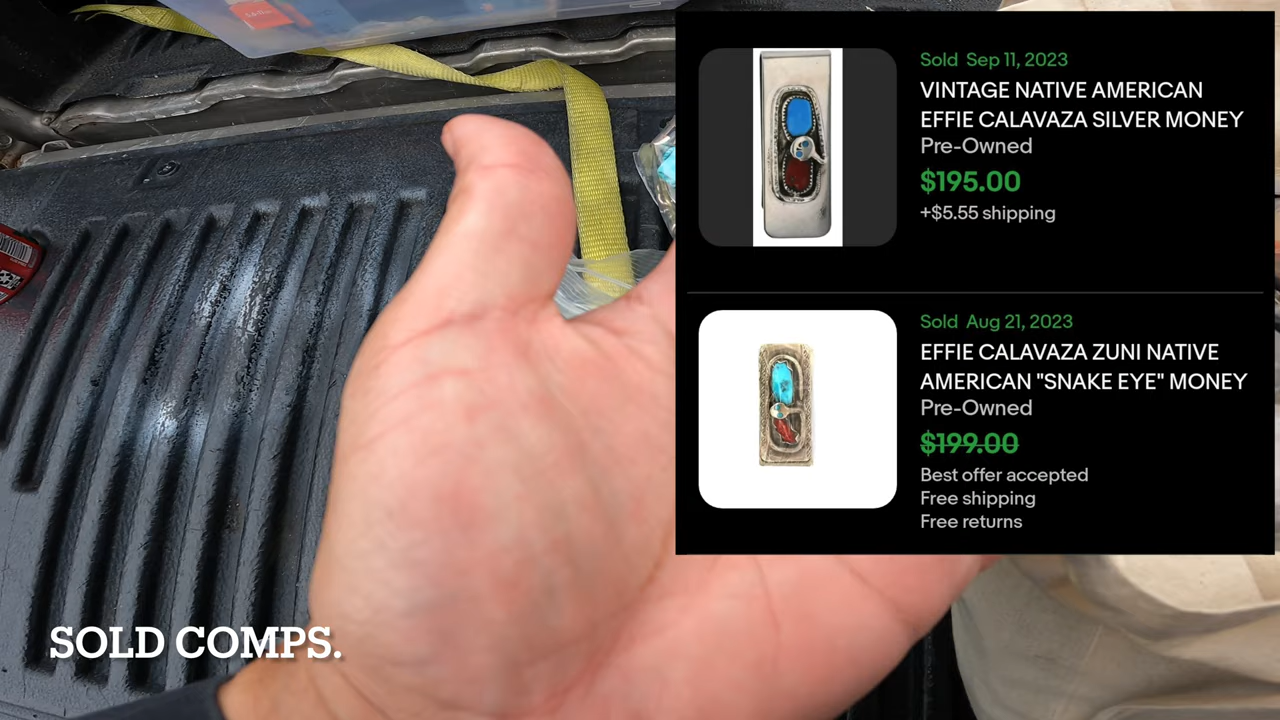 Sold Sep 11, 2023
VINTAGE NATIVE AMERICAN
EFFIE CALAVAZA SILVER MONEY
Pre-Owned
$195.00
+$5.55 shipping
Sold Aug 21, 2023
EFFIE CALAVAZA ZUNI NATIVE
AMERICAN "SNAKE EYE" MONEY
Pre-Owned
$199.00
Best offer accepted
Free shipping
Free returns
SOLD COMPS.